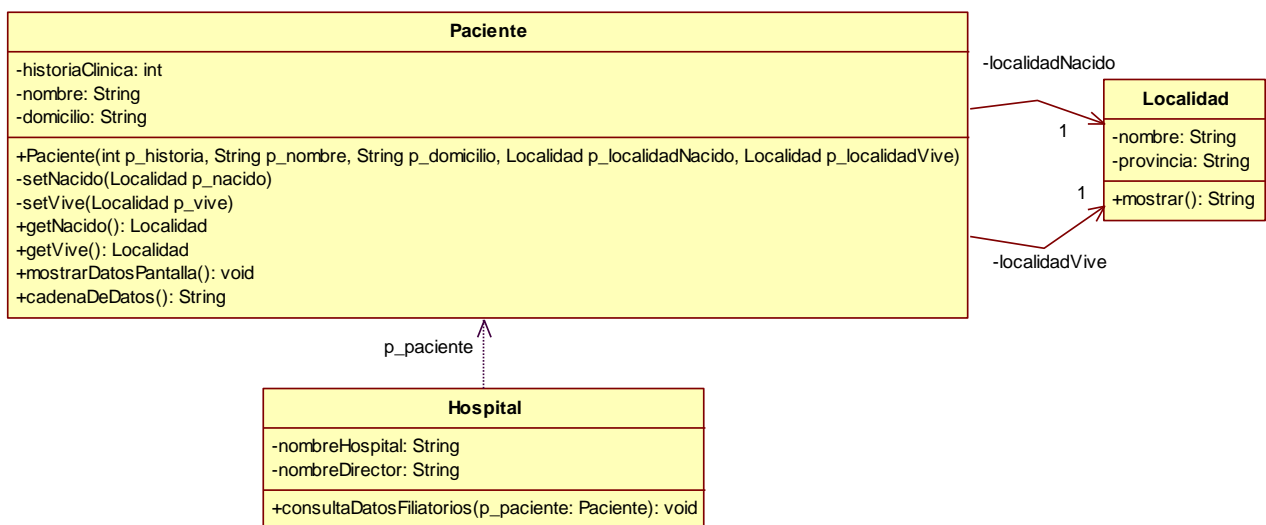 Paciente
-historiaClinica: int
-nombre: String
-domicilio: String
+Paciente(int p_historia, String p_nombre, String p_domicilio, Localidad p_localidadNacido, Localidad p_localidadVive)
-setNacido(Localidad p_nacido)
-setVive(Localidad p_vive)
+getNacido(): Localidad
+getVive(): Localidad
+mostrarDatosPantalla(): void
+cadenaDeDatos(): String
-localidadNacido
1
Localidad
-nombre: String
-provincia: String
+mostrar(): String
1
-localidadVive
p_paciente
Hospital
-nombreHospital: String
-nombreDirector: String
+consultaDatosFiliatorios(p_paciente: Paciente): void